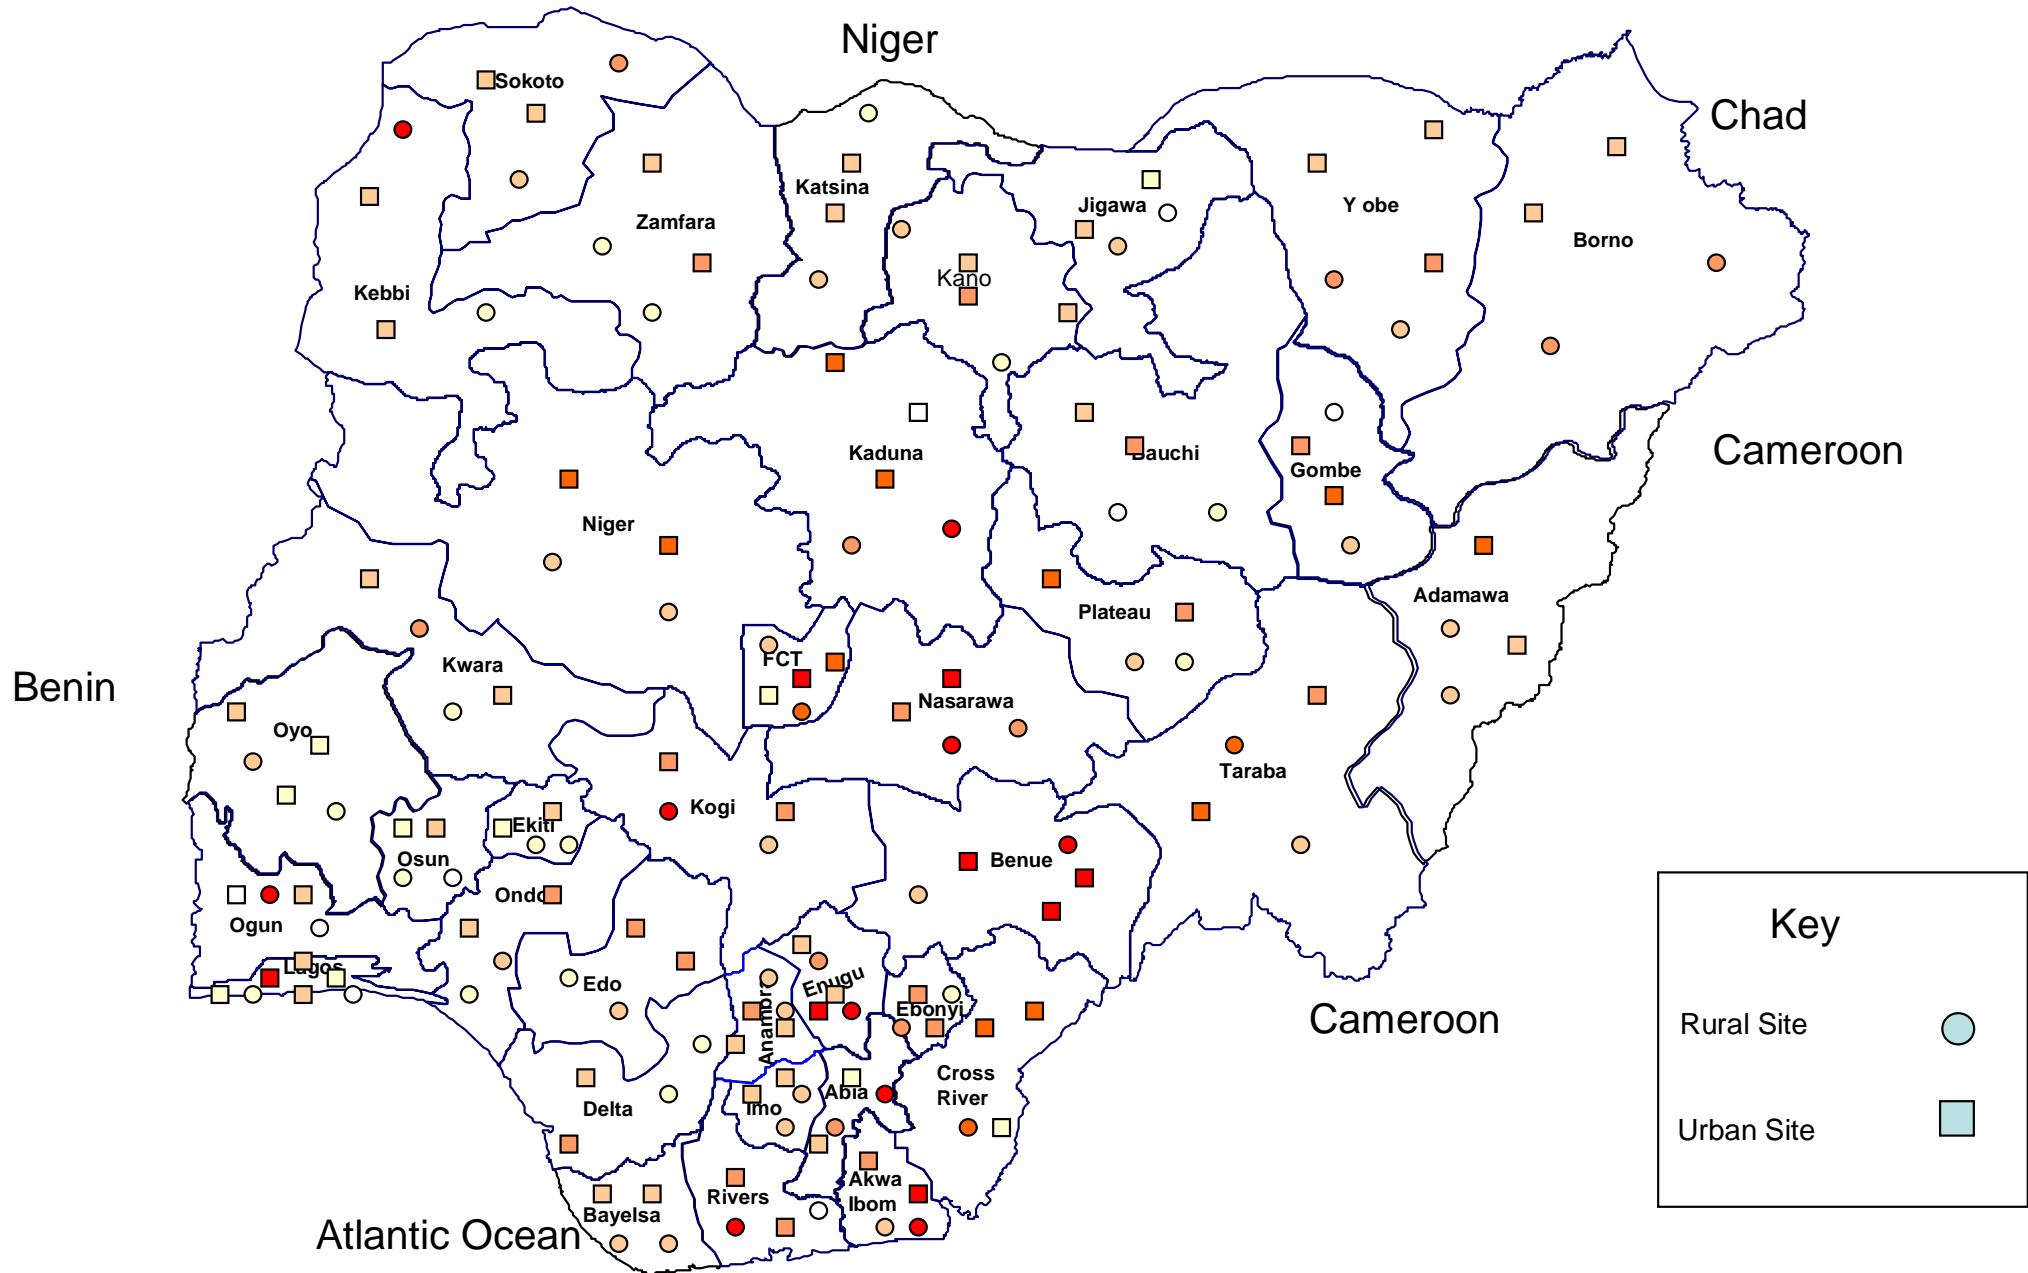 Niger
Chad
Sokoto
Katsina
Jigawa
Y obe
Zamfara
Borno
Kano
Kebbi
Cameroon
Kaduna
Bauchi
Gombe
Niger
Adamawa
Plateau
Benin
Kwara
FCT
Nasarawa
Oyo
Taraba
Kogi
Ekiti
Osun
Benue
Ondo
Ogun
Key
Lagos
Edo
Enugu
Ebonyi
Anambra
Cameroon
Rural Site
Cross
River
Abia
Imo
Delta
Urban Site
Akwa
Ibom
Rivers
Bayelsa
Atlantic Ocean